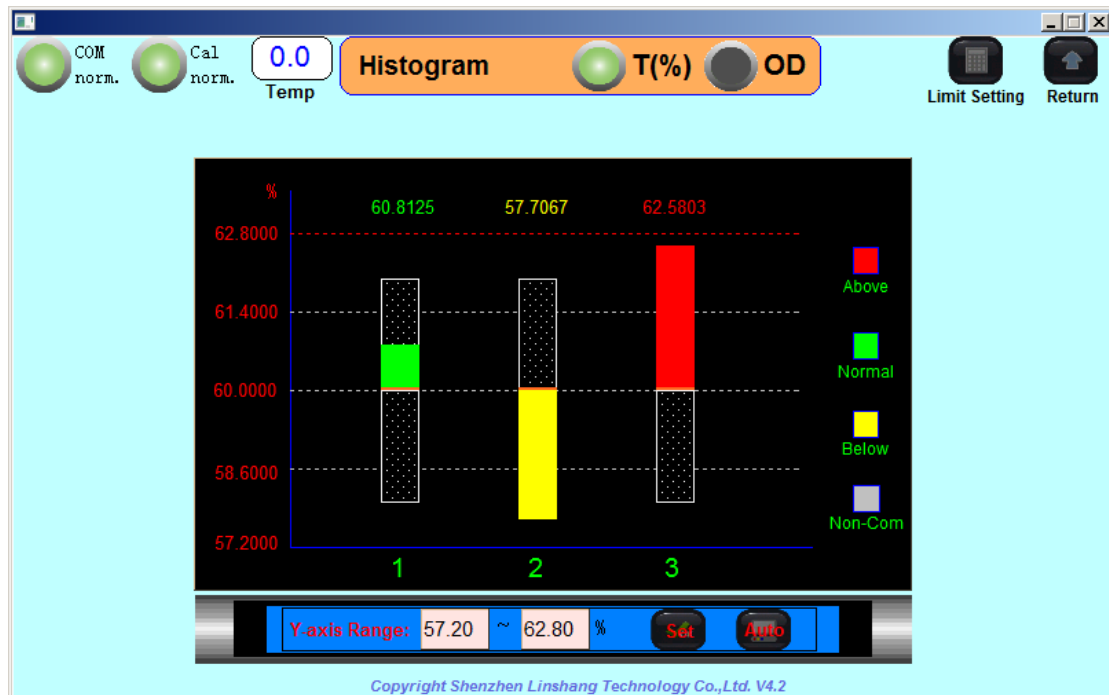 COM
norm.
Cal
norm.
0.0
Temp
Histogram
T(%)
OD
Limit Setting
Return
%
60.8125
57.7067
62.5803
62.8000
61.4000
60.0000
58.6000
57.2000
1
2
3
Above
Normal
Below
Non-Com
Y-axis Range: 57.20 ~ 62.80 %
Set
Auto
Copyright Shenzhen Linshang Technology Co.,Ltd. V4.2